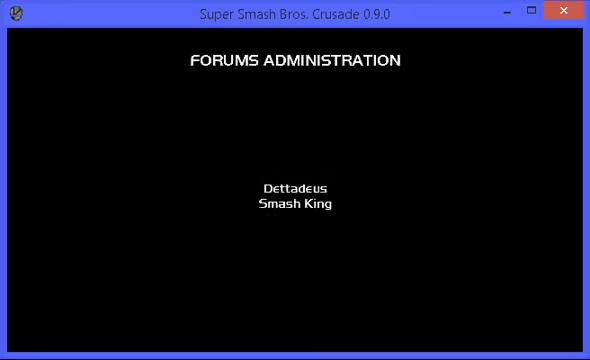 Super Smash Bros. Crusade 0.9.0
FORUMS ADMINISTRATION
Dettadeus
Smash King